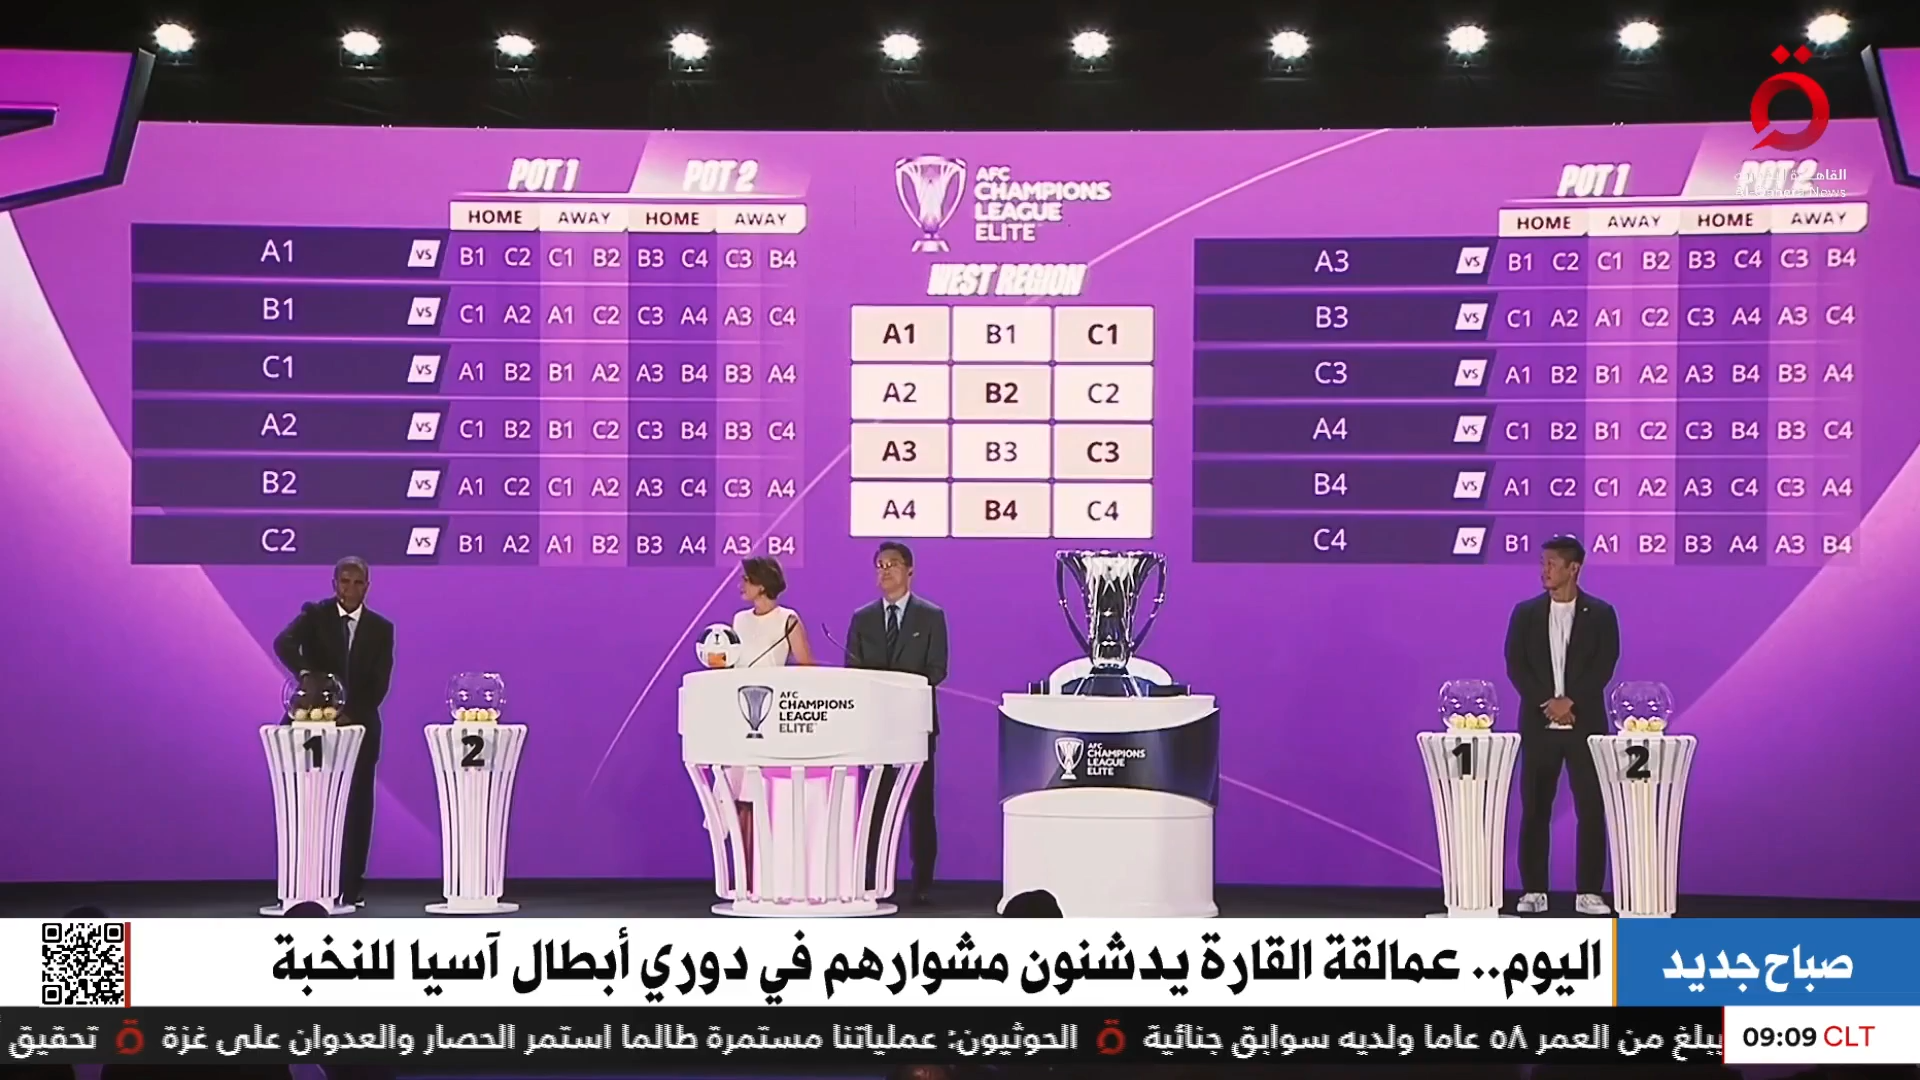 POT 1 POT 2
HOME AWAY HOME AWAY
A1 VS B1 C2 C1 B2 B3 C4 C3 B4
B1 VS C1 A2 A1 C2 C3 A4 A3 C4
C1 VS A1 B2 B1 A2 A3 B4 B3 A4
A2 VS C1 B2 B1 C2 C3 B4 B3 C4
B2 VS A1 C2 C1 A2 A3 C4 C3 A4
C2 VS B1 A2 A1 B2 B3 A4 A3 B4
AFC
CHAMPIONS
LEAGUE
ELITE
WEST REGION
A1 B1 C1
A2 B2 C2
A3 B3 C3
A4 B4 C4
POT 1 POT 2
HOME AWAY HOME AWAY
A3 VS B1 C2 C1 B2 B3 C4 C3 B4
B3 VS C1 A2 A1 C2 C3 A4 A3 C4
C3 VS A1 B2 B1 A2 A3 B4 B3 A4
A4 VS C1 B2 B1 C2 C3 B4 B3 C4
B4 VS A1 C2 C1 A2 A3 C4 C3 A4
C4 VS B1 A1 B2 B3 A4 A3 B4
News
1
2
AFC
CHAMPIONS
LEAGUE
ELITE
AFC
CHAMPIONS
LEAGUE
ELITE
1
2
صباح جديد
اليوم.. عمالقة القارة يدشنون مشوارهم في دوري أبطال آسيا للنخبة
09:09 CLT
يبلغ من العمر ٥٨ عاما ولديه سوابق جنائية الحوثيون: عملياتنا مستمرة طالما استمر الحصار والعدوان على غزة تحقيق